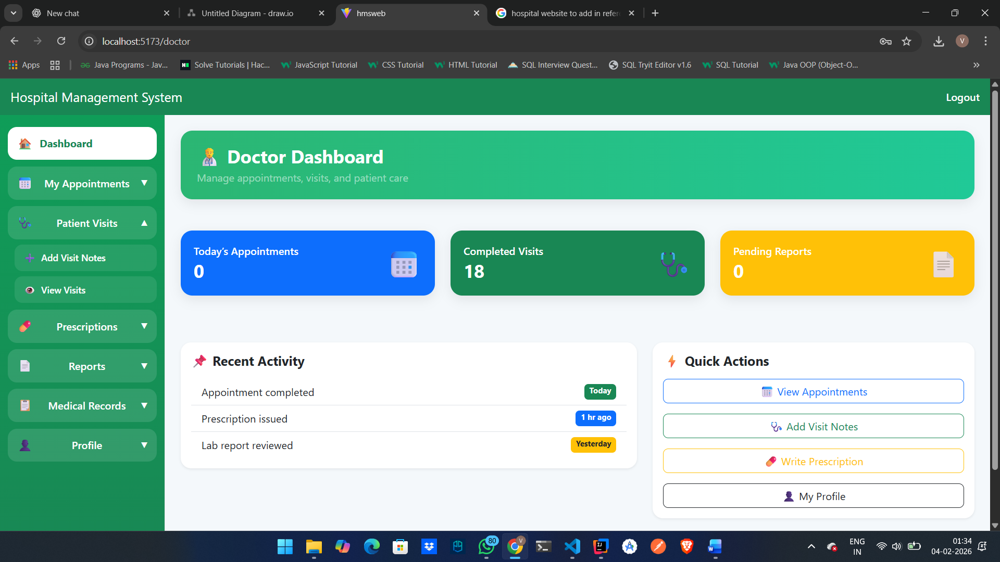 New chat
Untitled Diagram - draw.io
hmsweb
hospital website to add in refer
localhost:5173/doctor
V
Apps
Java Programs - Jav...
Solve Tutorials | Hac...
JavaScript Tutorial
CSS Tutorial
HTML Tutorial
SQL Interview Quest...
SQL Tryit Editor v1.6
SQL Tutorial
Java OOP (Object-O...
Hospital Management System
Logout
Dashboard
My Appointments
Patient Visits
Add Visit Notes
View Visits
Prescriptions
Reports
Medical Records
Profile
Doctor Dashboard
Manage appointments, visits, and patient care
Today’s Appointments
0
Completed Visits
18
Pending Reports
0
Recent Activity
Appointment completed
Today
Prescription issued
1 hr ago
Lab report reviewed
Yesterday
Quick Actions
View Appointments
Add Visit Notes
Write Prescription
My Profile
80
V
ENG
IN
01:34
04-02-2026